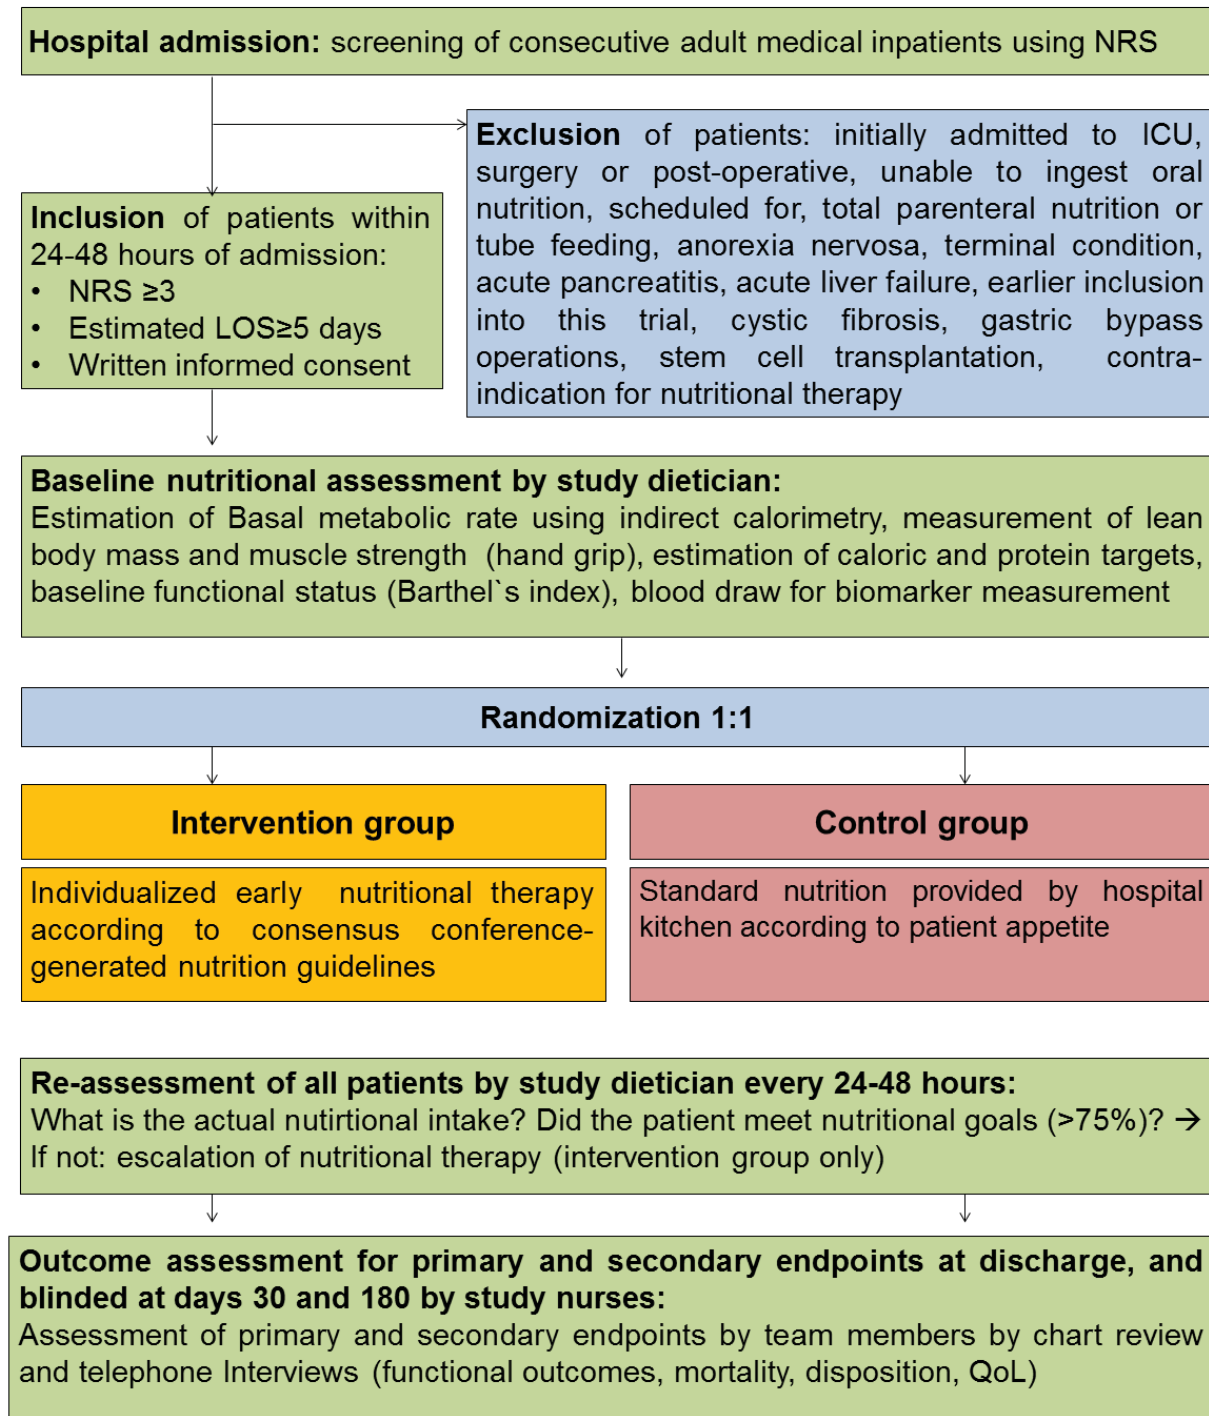 Hospital admission: screening of consecutive adult medical inpatients using NRS
Exclusion of patients: initially admitted to ICU,
surgery or post-operative, unable to ingest oral
nutrition, scheduled for, total parenteral nutrition or
tube feeding, anorexia nervosa, terminal condition,
acute pancreatitis, acute liver failure, earlier inclusion
into this trial, cystic fibrosis, gastric bypass
operations, stem cell transplantation, contra-
indication for nutritional therapy
Inclusion of patients within
24-48 hours of admission:
• NRS ≥3
• Estimated LOS≥5 days
• Written informed consent
Baseline nutritional assessment by study dietician:
Estimation of Basal metabolic rate using indirect calorimetry, measurement of lean
body mass and muscle strength (hand grip), estimation of caloric and protein targets,
baseline functional status (Barthel`s index), blood draw for biomarker measurement
Randomization 1:1
Intervention group
Individualized early nutritional therapy
according to consensus conference-
generated nutrition guidelines
Control group
Standard nutrition provided by hospital
kitchen according to patient appetite
Re-assessment of all patients by study dietician every 24-48 hours:
What is the actual nutirtional intake? Did the patient meet nutritional goals (>75%)? →
If not: escalation of nutritional therapy (intervention group only)
Outcome assessment for primary and secondary endpoints at discharge, and
blinded at days 30 and 180 by study nurses:
Assessment of primary and secondary endpoints by team members by chart review
and telephone Interviews (functional outcomes, mortality, disposition, QoL)